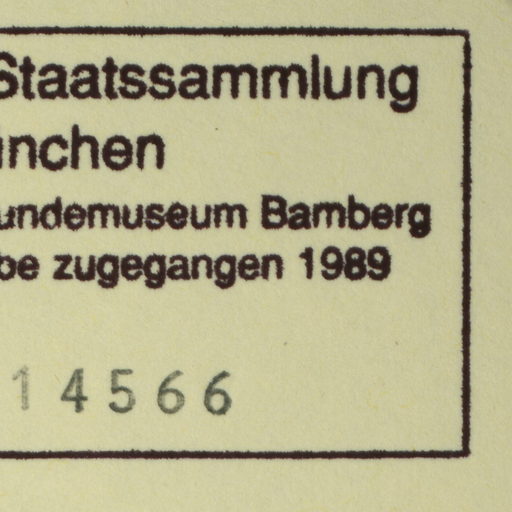 Staatssammlung
nchen
undemuseum Bamberg
be zugegangen 1989
14566